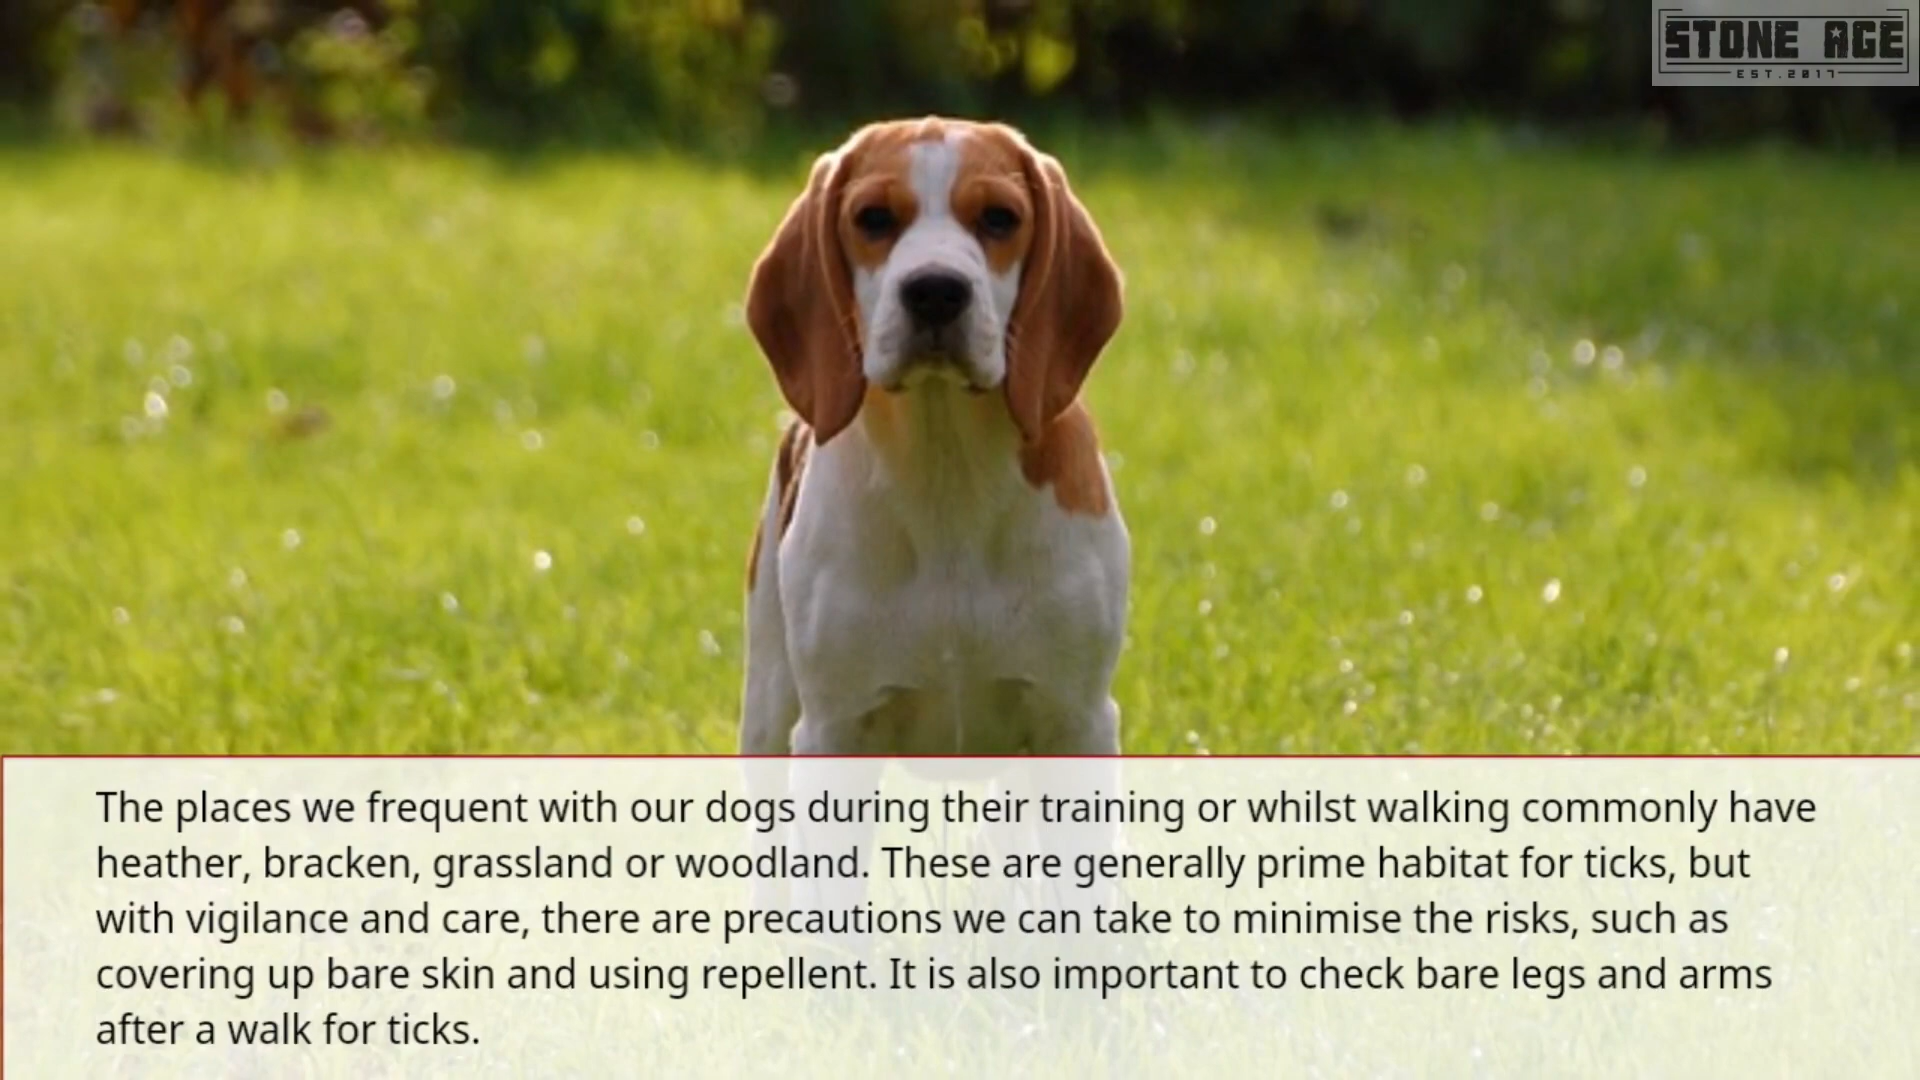 STONE AGE
EST.2017
The places we frequent with our dogs during their training or whilst walking commonly have
heather, bracken, grassland or woodland. These are generally prime habitat for ticks, but
with vigilance and care, there are precautions we can take to minimise the risks, such as
covering up bare skin and using repellent. It is also important to check bare legs and arms
after a walk for ticks.